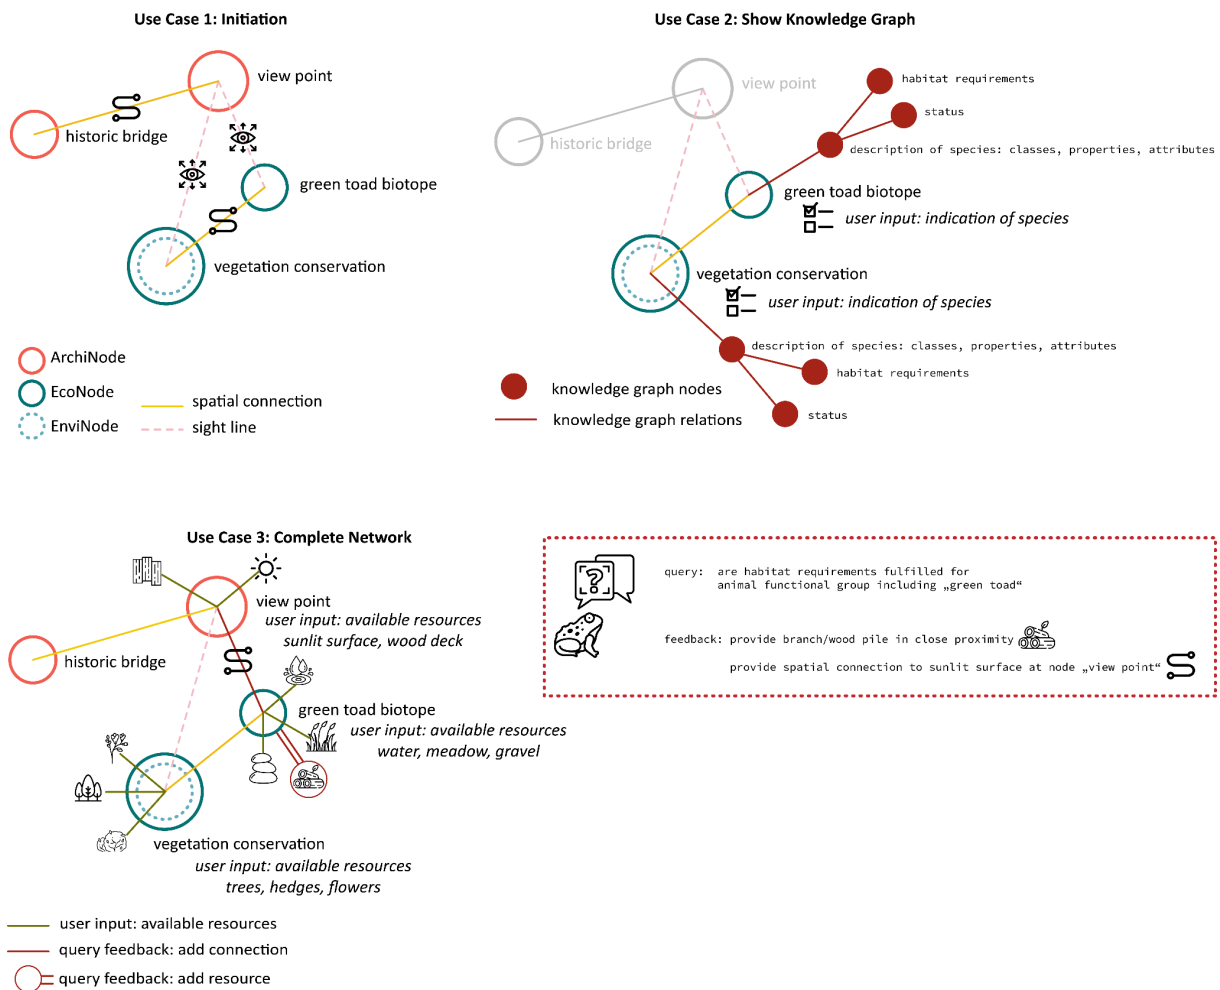 Use Case 1: Initiation
view point
historic bridge
green toad biotope
vegetation conservation
ArchiNode
EcoNode
EnviNode
spatial connection
sight line
Use Case 2: Show Knowledge Graph
view point
historic bridge
habitat requirements
status
description of species: classes, properties, attributes
green toad biotope
user input: indication of species
vegetation conservation
user input: indication of species
description of species: classes, properties, attributes
habitat requirements
status
knowledge graph nodes
knowledge graph relations
Use Case 3: Complete Network
view point
user input: available resources
sunlit surface, wood deck
historic bridge
green toad biotope
user input: available resources
water, meadow, gravel
vegetation conservation
user input: available resources
trees, hedges, flowers
user input: available resources
query feedback: add connection
query feedback: add resource
?
query: are habitat requirements fulfilled for
animal functional group including „green toad“
feedback: provide branch/wood pile in close proximity
provide spatial connection to sunlit surface at node „view point“